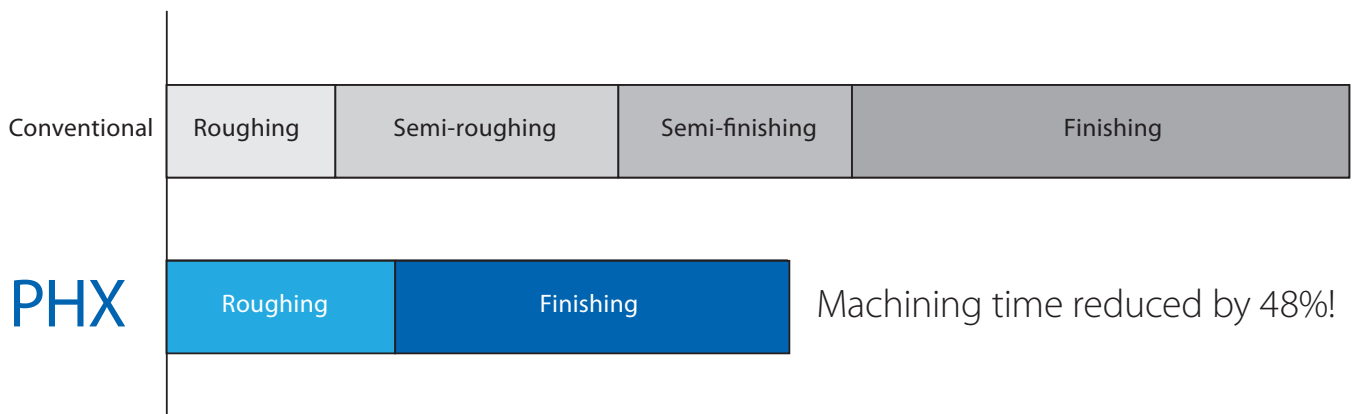 Conventional Roughing Semi-roughing Semi-finishing Finishing
PHX Roughing Finishing Machining time reduced by 48%!